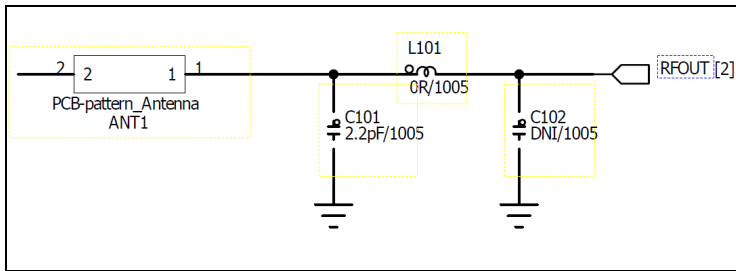 L101
0R/1005
2 2 1 1
PCB-pattern_Antenna
ANT1
RFOUT [2]
C101
2.2pF/1005
C102
DNI/1005